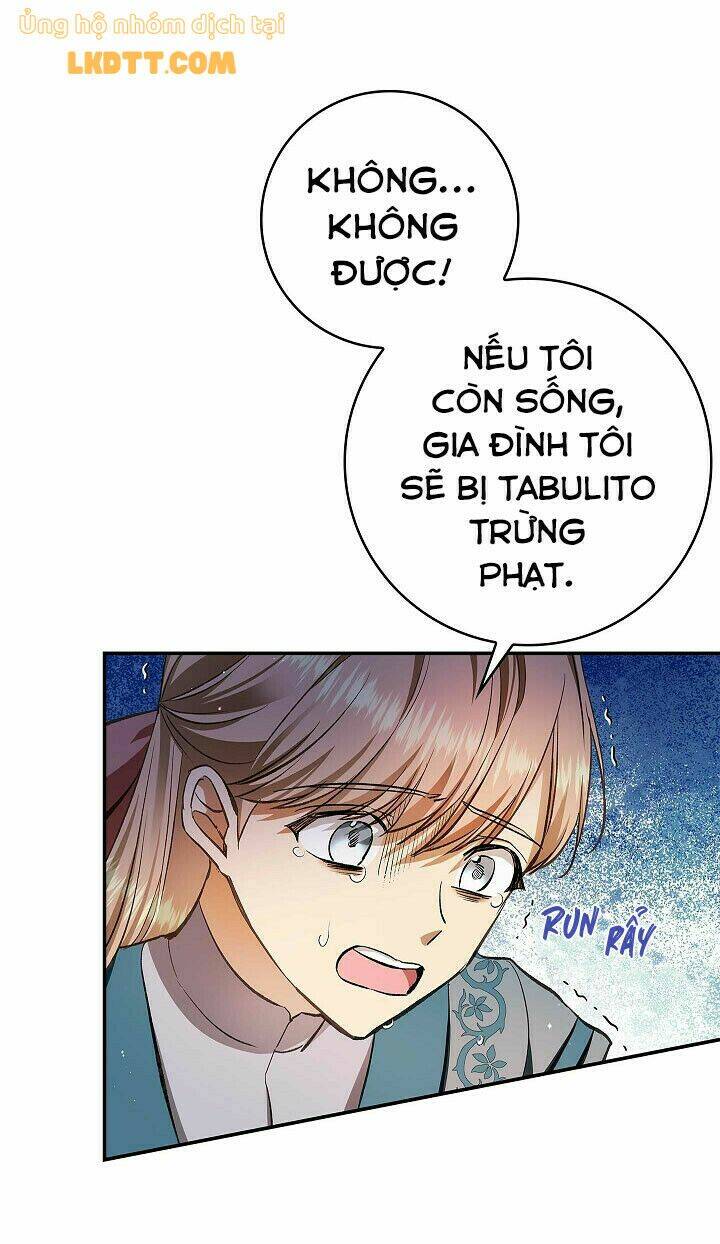 Ủng hộ nhóm dịch tại
LKDTT.COM
KHÔNG...
KHÔNG
ĐƯỢC!
NẾU TÔI
CÒN SỐNG,
GIA ĐÌNH TÔI
SẼ BỊ TABULITO
TRỪNG
PHẠT.
RUN RẨY